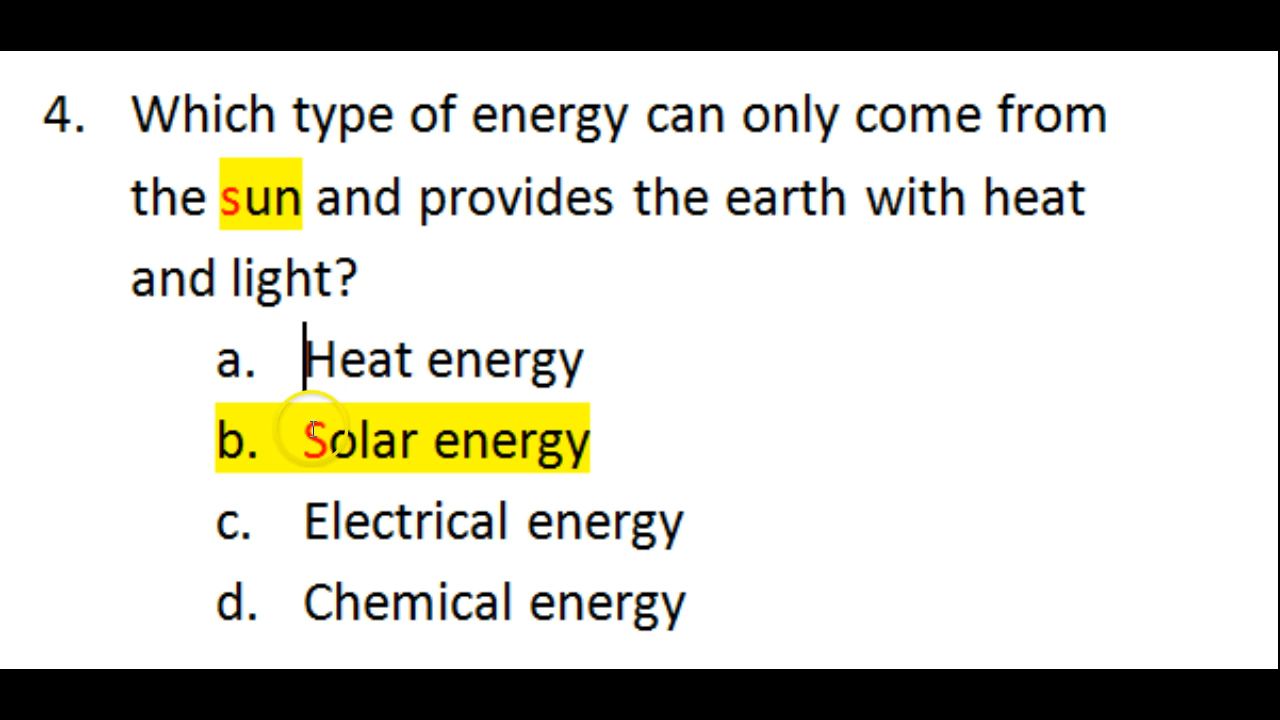 4. Which type of energy can only come from
the sun and provides the earth with heat
and light?
a. Heat energy
b. Solar energy
c. Electrical energy
d. Chemical energy